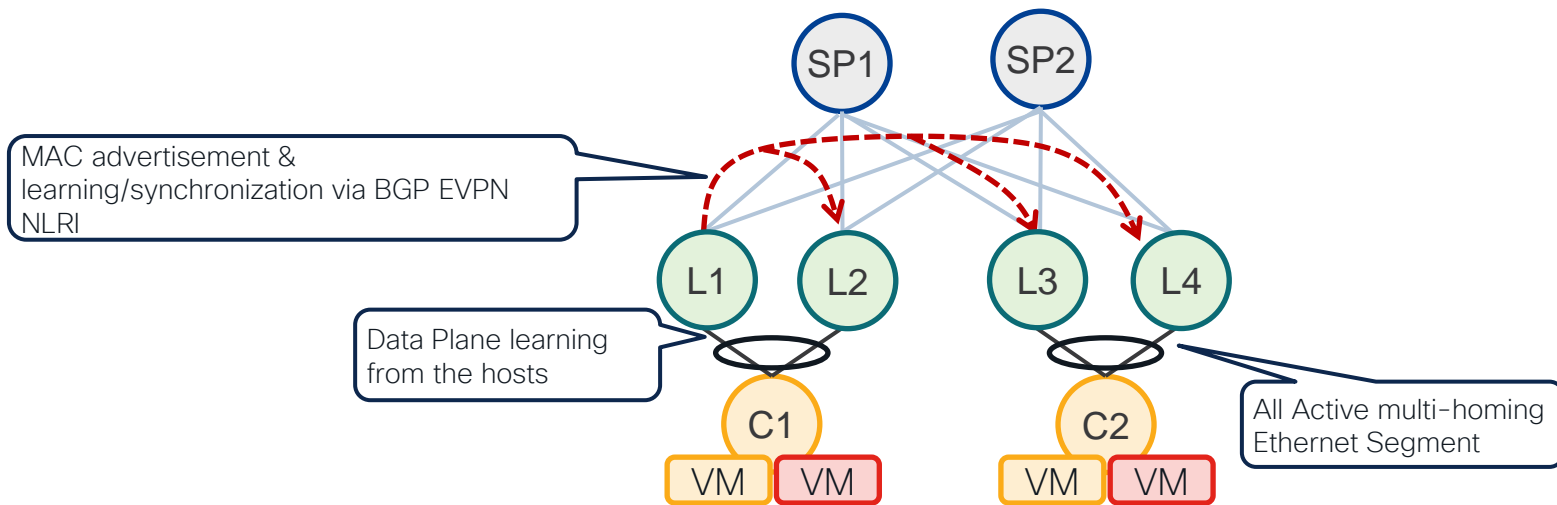 SP1
SP2
MAC advertisement &
learning/synchronization via BGP EVPN
NLRI
L1
L2
L3
L4
Data Plane learning
from the hosts
All Active multi-homing
Ethernet Segment
C1
C2
VM
VM
VM
VM